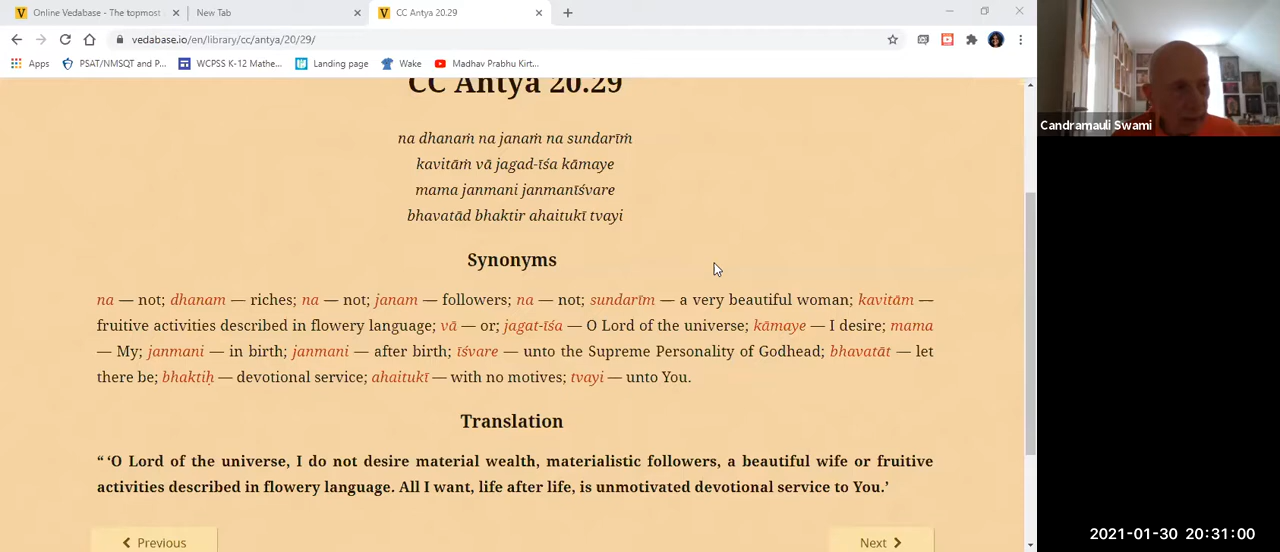 Online Vedabase - The topmost
New Tab
CC Antya 20.29
vedabase.io/en/library/cc/antya/20/29/
Apps
PSAT/NMSQT and P...
WCPSS K-12 Mathe...
Landing page
Wake
Madhav Prabhu Kirt...
CC Antya 20.29
na dhanaṁ na janaṁ na sundarīṁ
kavitāṁ vā jagad-īśa kāmaye
mama janmani janmanīśvare
bhavatād bhaktir ahaitukī tvayi
Synonyms
na — not; dhanam — riches; na — not; janam — followers; na — not; sundarīm — a very beautiful woman; kavitām —
fruitive activities described in flowery language; vā — or; jagat-īśa — O Lord of the universe; kāmaye — I desire; mama
— My; janmani — in birth; janmani — after birth; īśvare — unto the Supreme Personality of Godhead; bhavatāt — let
there be; bhaktiḥ — devotional service; ahaitukī — with no motives; tvayi — unto You.
Translation
“ ‘O Lord of the universe, I do not desire material wealth, materialistic followers, a beautiful wife or fruitive
activities described in flowery language. All I want, life after life, is unmotivated devotional service to You.’
Previous
Next
Candramauli Swami
2021-01-30 20:31:00